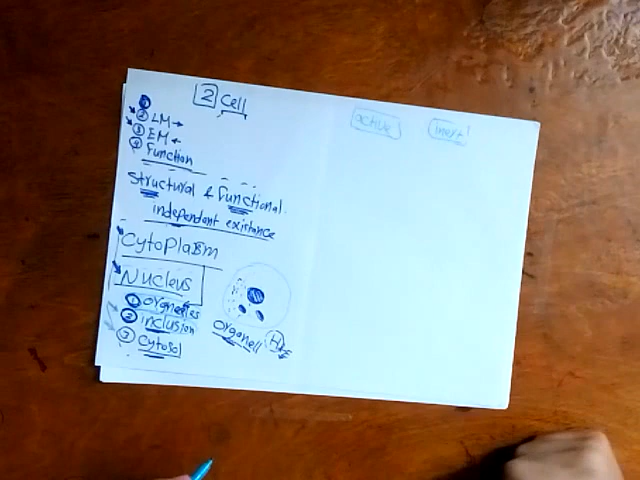 2 Cell
①
② LM →
③ EM ←
④ Function
Structural & Functional.
independent existance
Cytoplasm
Nucleus
① organelles
② inclusion
③ Cytosol
organell
H&E
active
inert